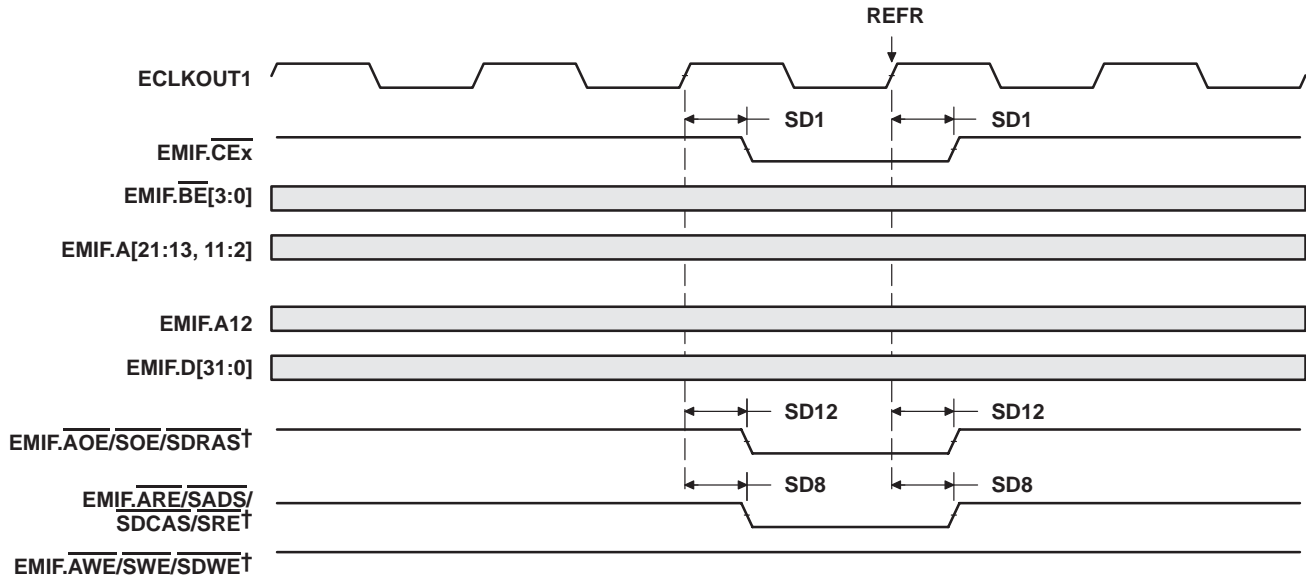 REFR
ECLKOUT1
SD1 SD1
EMIF.CEx
EMIF.BE[3:0]
EMIF.A[21:13, 11:2]
EMIF.A12
EMIF.D[31:0]
SD12 SD12
EMIF.AOE/SOE/SDRAS†
SD8 SD8
EMIF.ARE/SADS/
SDCAS/SRE†
EMIF.AWE/SWE/SDWE†